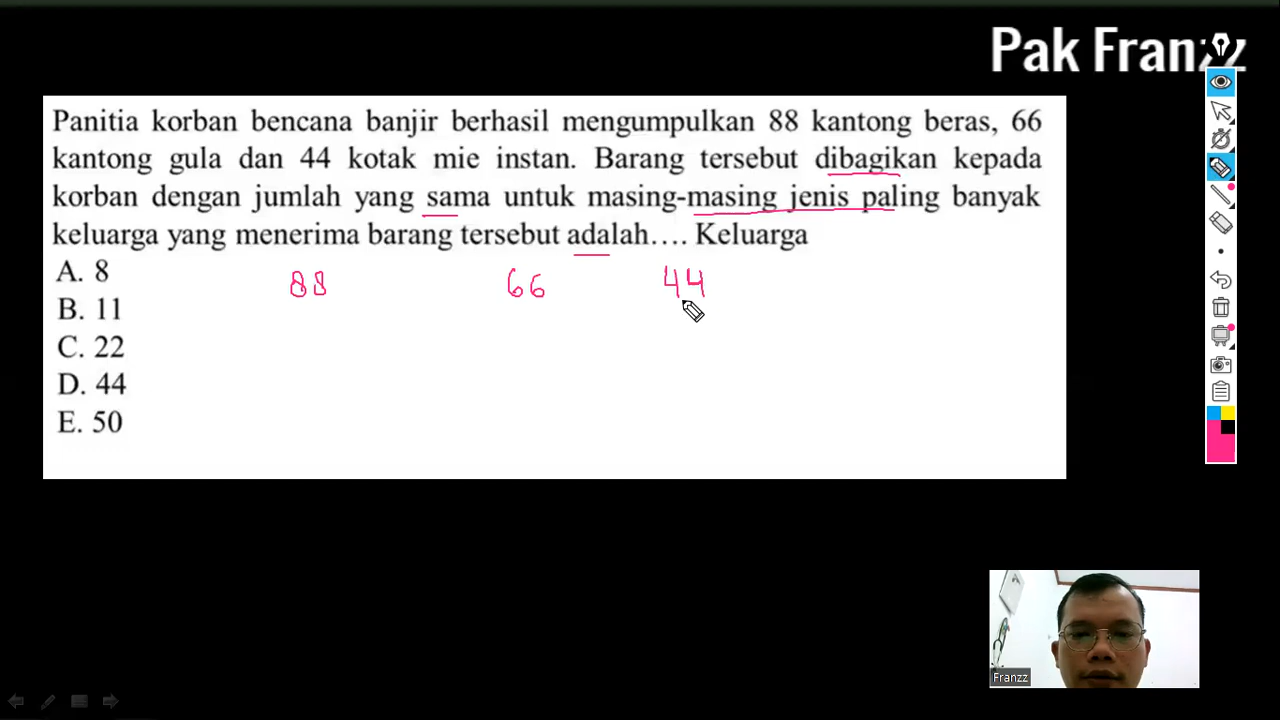 Pak Franzz
Panitia korban bencana banjir berhasil mengumpulkan 88 kantong beras, 66
kantong gula dan 44 kotak mie instan. Barang tersebut dibagikan kepada
korban dengan jumlah yang sama untuk masing-masing jenis paling banyak
keluarga yang menerima barang tersebut adalah.... Keluarga
A. 8
88 66 44
B. 11
C. 22
D. 44
E. 50
Franzz